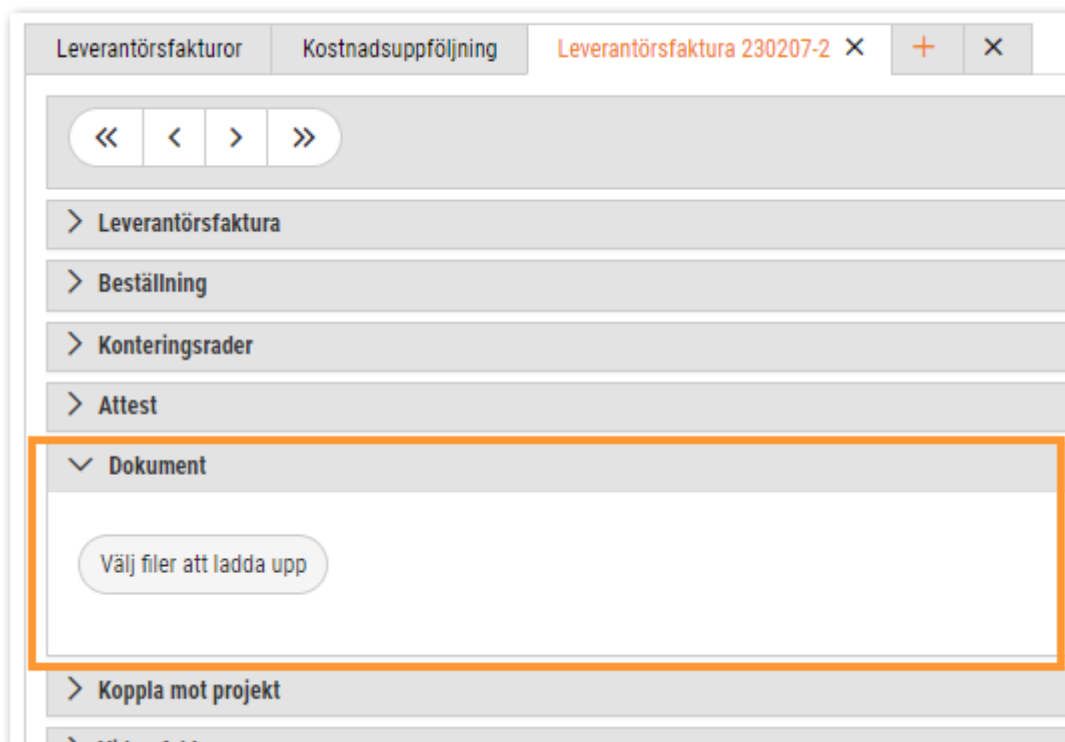 Leverantörsfakturor Kostnadsuppföljning Leverantörsfaktura 230207-2
Leverantörsfaktura
Beställning
Konteringsrader
Attest
Dokument
Välj filer att ladda upp
Koppla mot projekt